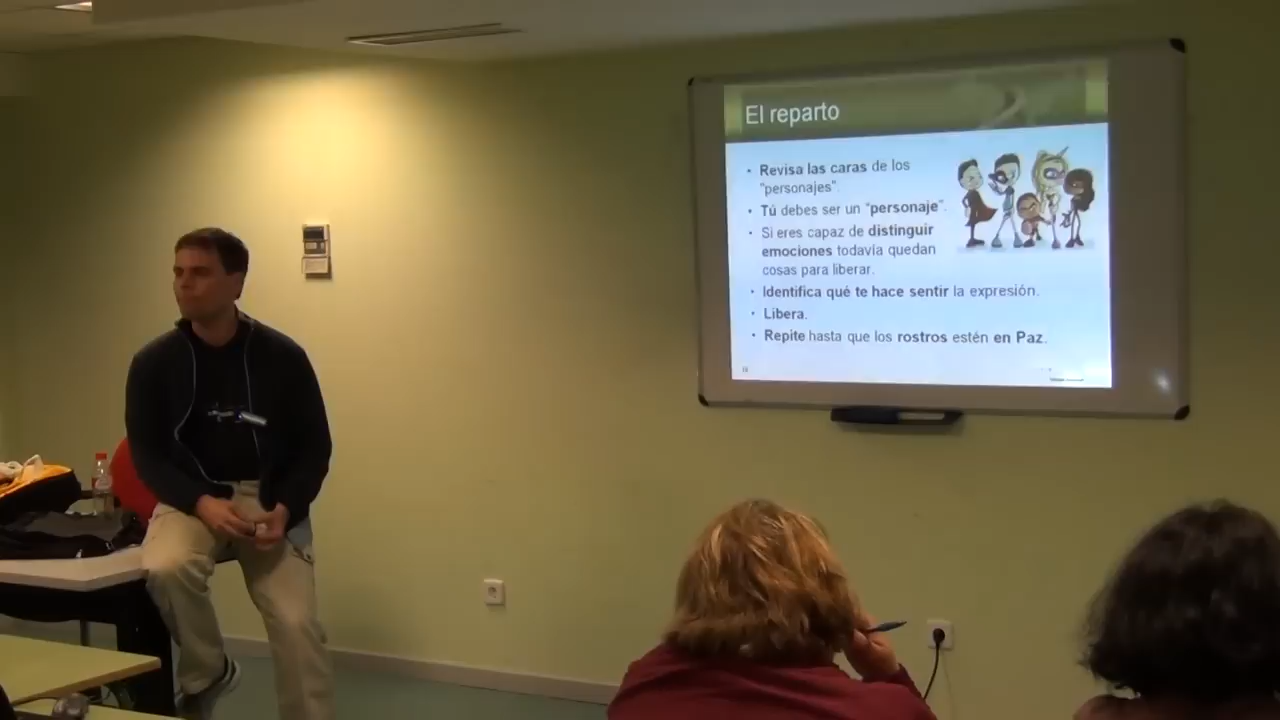 El reparto
• Revisa las caras de los
"personajes".
• Tú debes ser un "personaje".
• Si eres capaz de distinguir
emociones todavía quedan
cosas para liberar.
• Identifica qué te hace sentir la expresión.
• Libera.
• Repite hasta que los rostros estén en Paz.